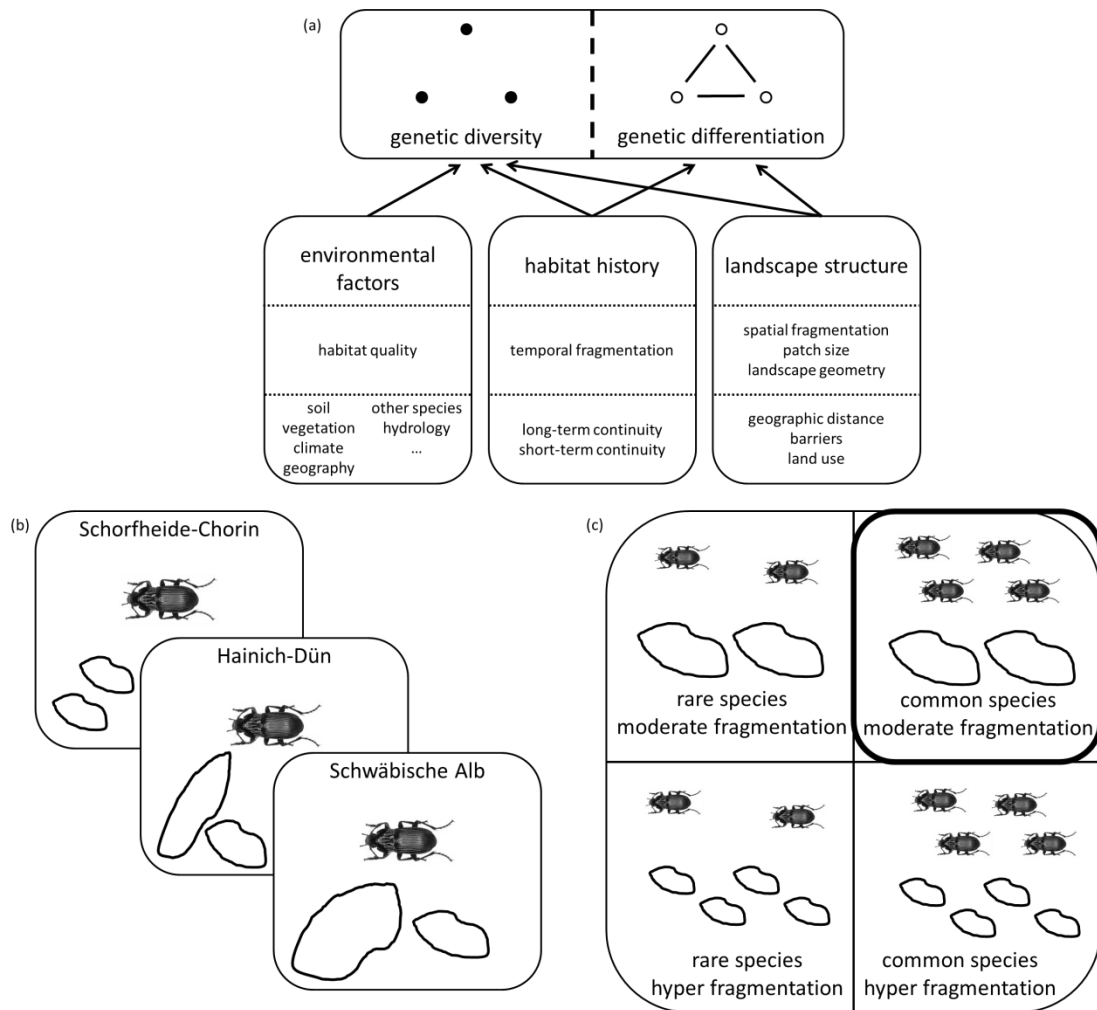 (a)
genetic diversity
genetic differentiation
environmental
factors
habitat quality
soil
vegetation
climate
geography
other species
hydrology
...
habitat history
temporal fragmentation
long-term continuity
short-term continuity
landscape structure
spatial fragmentation
patch size
landscape geometry
geographic distance
barriers
land use
(b)
Schorfheide-Chorin
Hainich-Dün
Schwäbische Alb
(c)
rare species
moderate fragmentation
common species
moderate fragmentation
rare species
hyper fragmentation
common species
hyper fragmentation